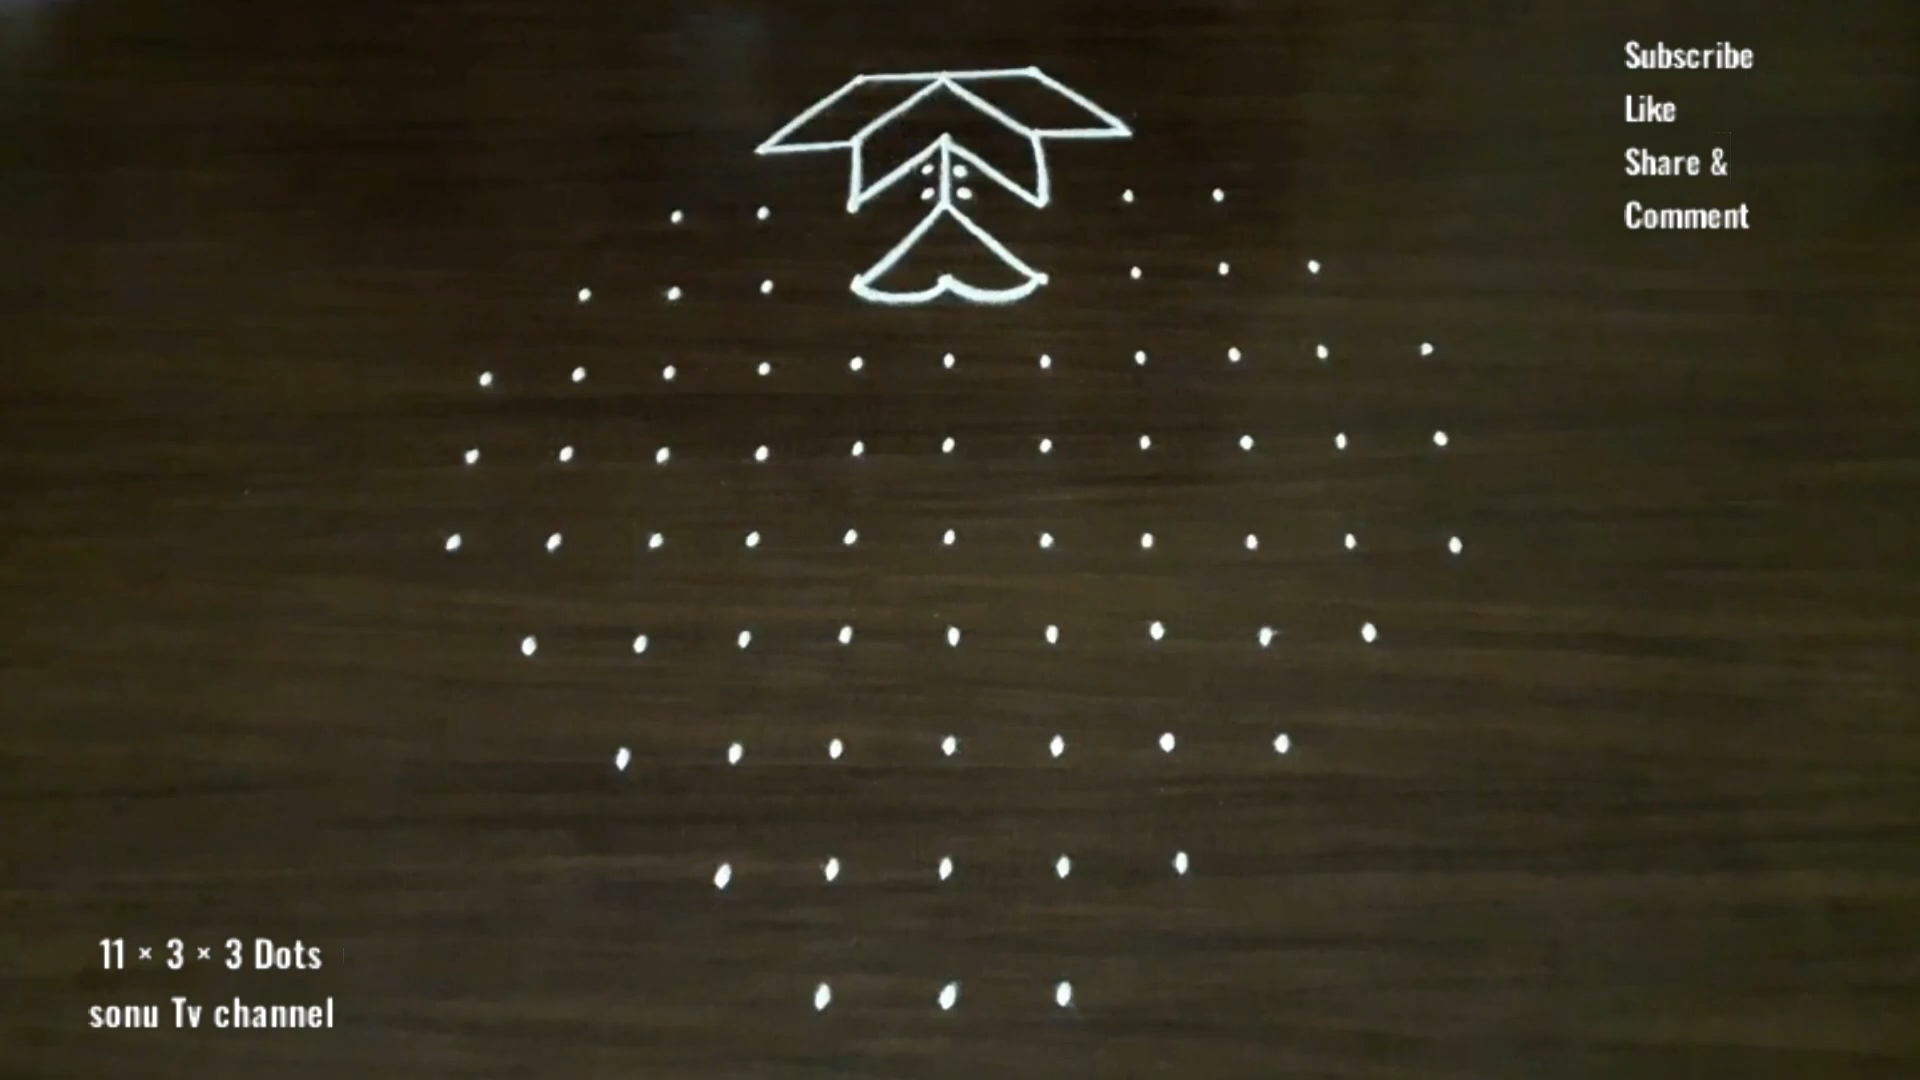 Subscribe
Like
Share &
Comment
11 × 3 × 3 Dots
sonu Tv channel